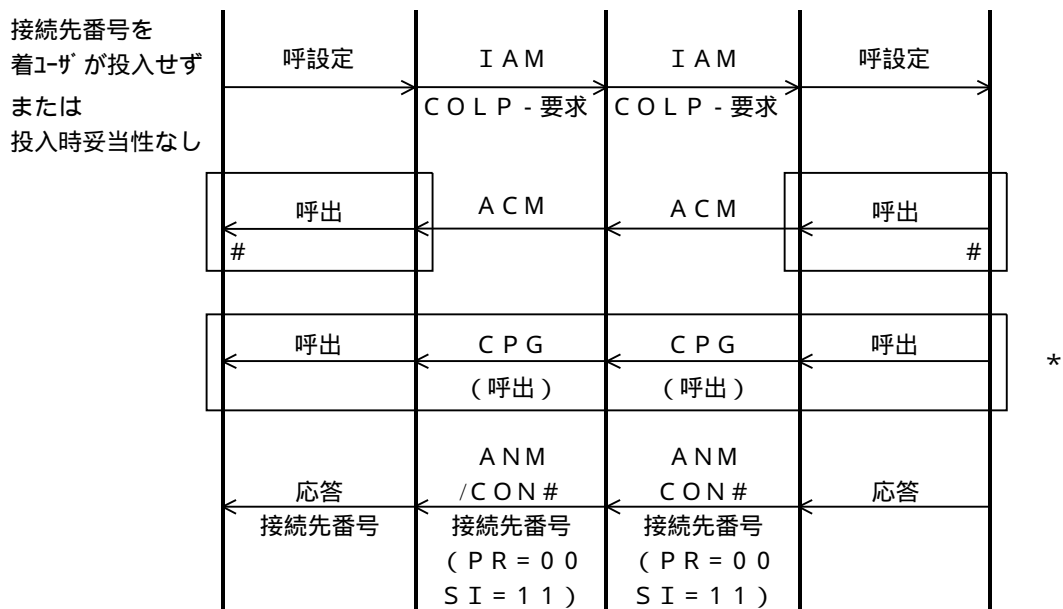 接続先番号を
着ﾕｰｻﾞが投入せず
または
投入時妥当性なし
呼設定 IAM IAM 呼設定
COLP-要求 COLP-要求
呼出 ACM ACM 呼出
# #
呼出 CPG CPG 呼出
*
(呼出) (呼出)
ANM ANM
応答 /CON# CON# 応答
接続先番号 接続先番号 接続先番号
(PR=00 (PR=00
SI=11) SI=11)